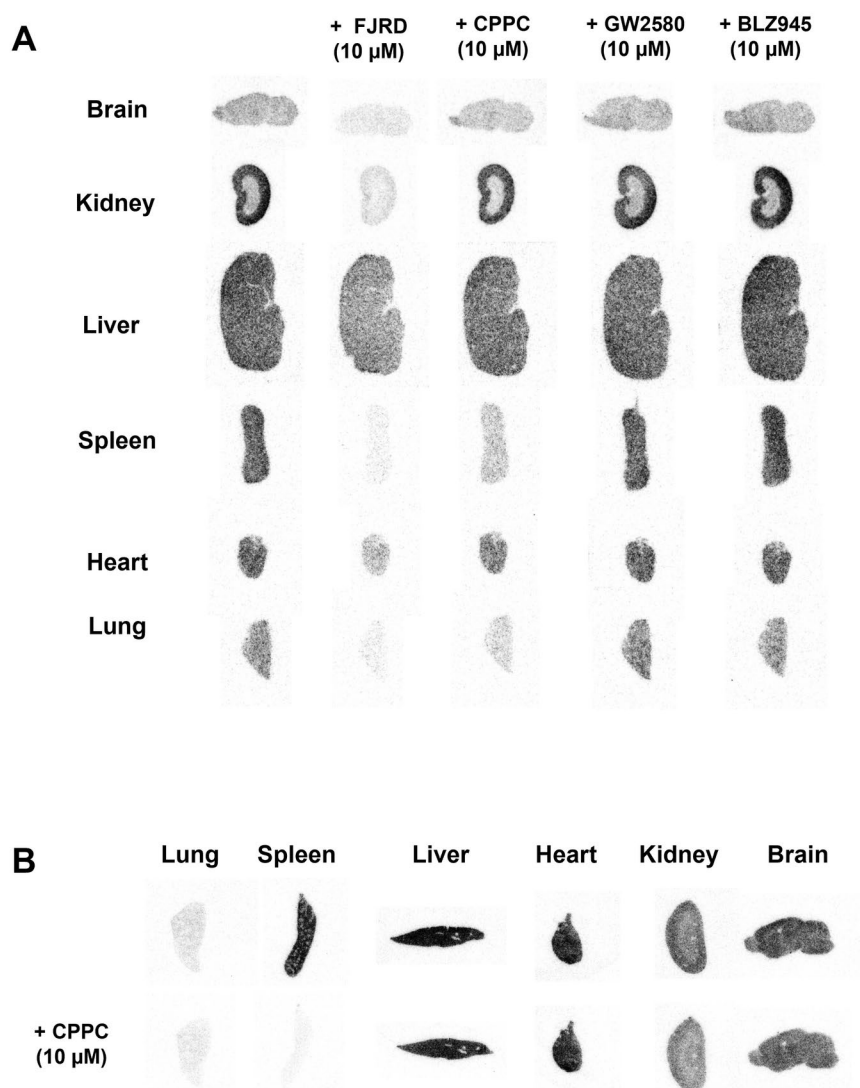 A
+ FJRD
(10 µM)
+ CPPC
(10 µM)
+ GW2580
(10 µM)
+ BLZ945
(10 µM)
Brain
Kidney
Liver
Spleen
Heart
Lung
B
Lung Spleen Liver Heart Kidney Brain
+ CPPC
(10 µM)